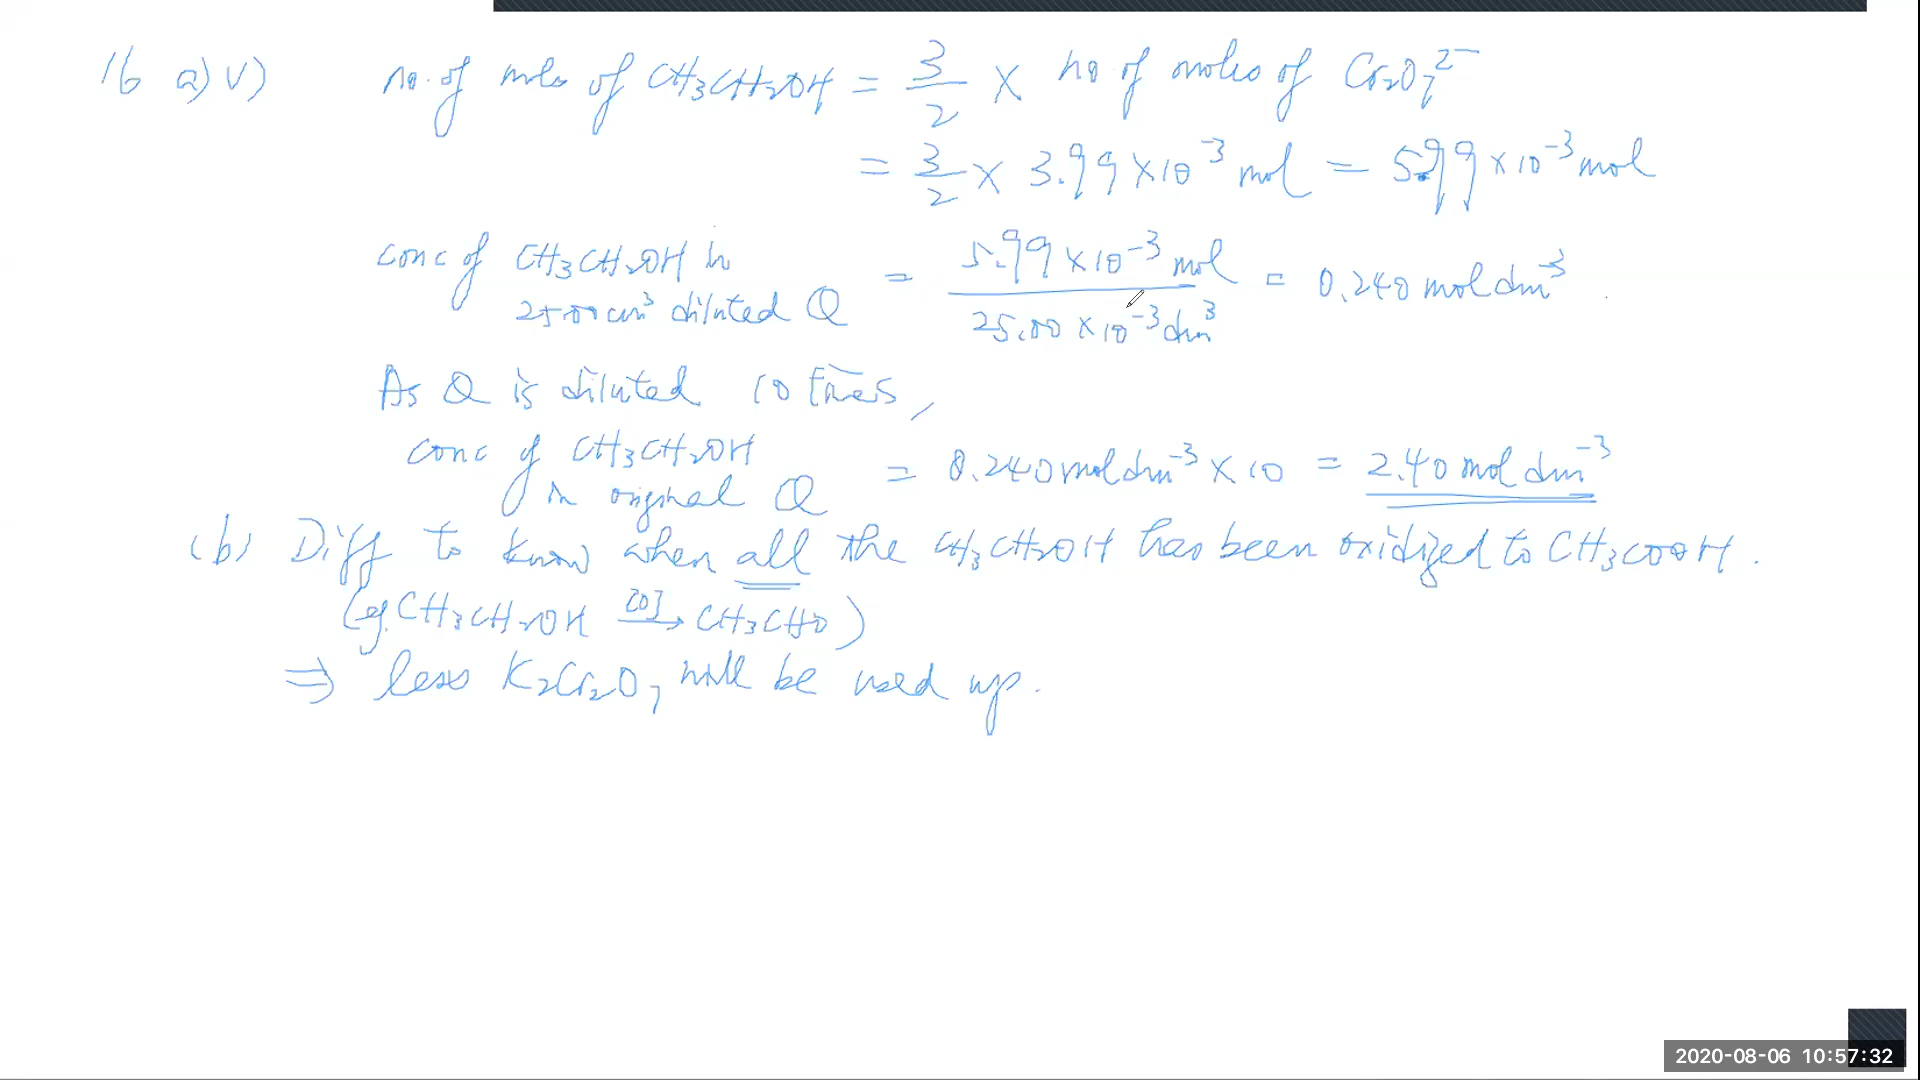 16 a) v) no. of moles of CH₃CH₂OH = 3/2 × no of moles of Cr₂O₇²⁻
= 3/2 × 3.99 × 10⁻³ mol = 5.99 × 10⁻³ mol
conc of CH₃CH₂OH in 25.00 cm³ diluted Q = 5.99 × 10⁻³ mol / 25.00 × 10⁻³ dm³ = 0.240 mol dm⁻³
As Q is diluted 10 times,
conc of CH₃CH₂OH in original Q = 0.240 mol dm⁻³ × 10 = 2.40 mol dm⁻³
(b) Diff to know when all the CH₃CH₂OH has been oxidized to CH₃COOH.
(eg. CH₃CH₂OH [O]→ CH₃CHO)
⇒ less K₂Cr₂O₇ will be used up.
2020-08-06 10:57:32